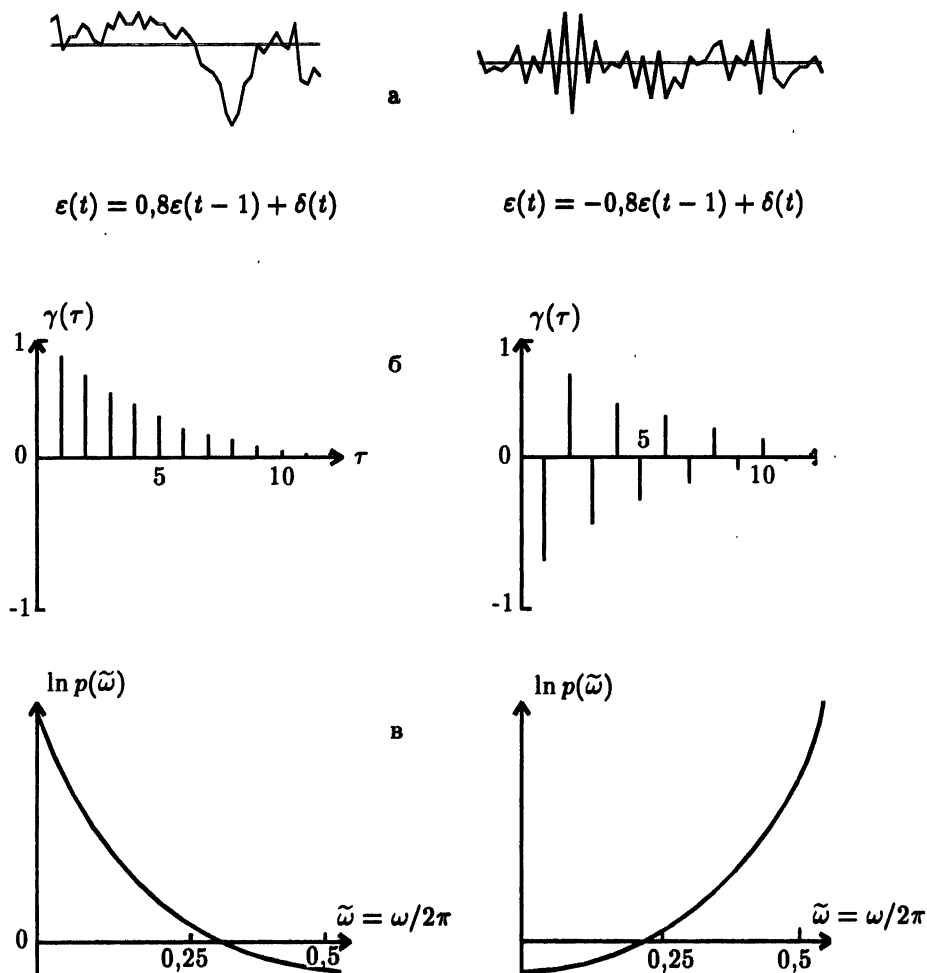 а
ε(t) = 0,8ε(t − 1) + δ(t)
ε(t) = −0,8ε(t − 1) + δ(t)
γ(τ)
1
0
5
10
τ
-1
б
γ(τ)
1
0
5
10
-1
ln p(ω̃)
0
0,25
0,5
ω̃ = ω/2π
в
ln p(ω̃)
0,25
0,5
ω̃ = ω/2π